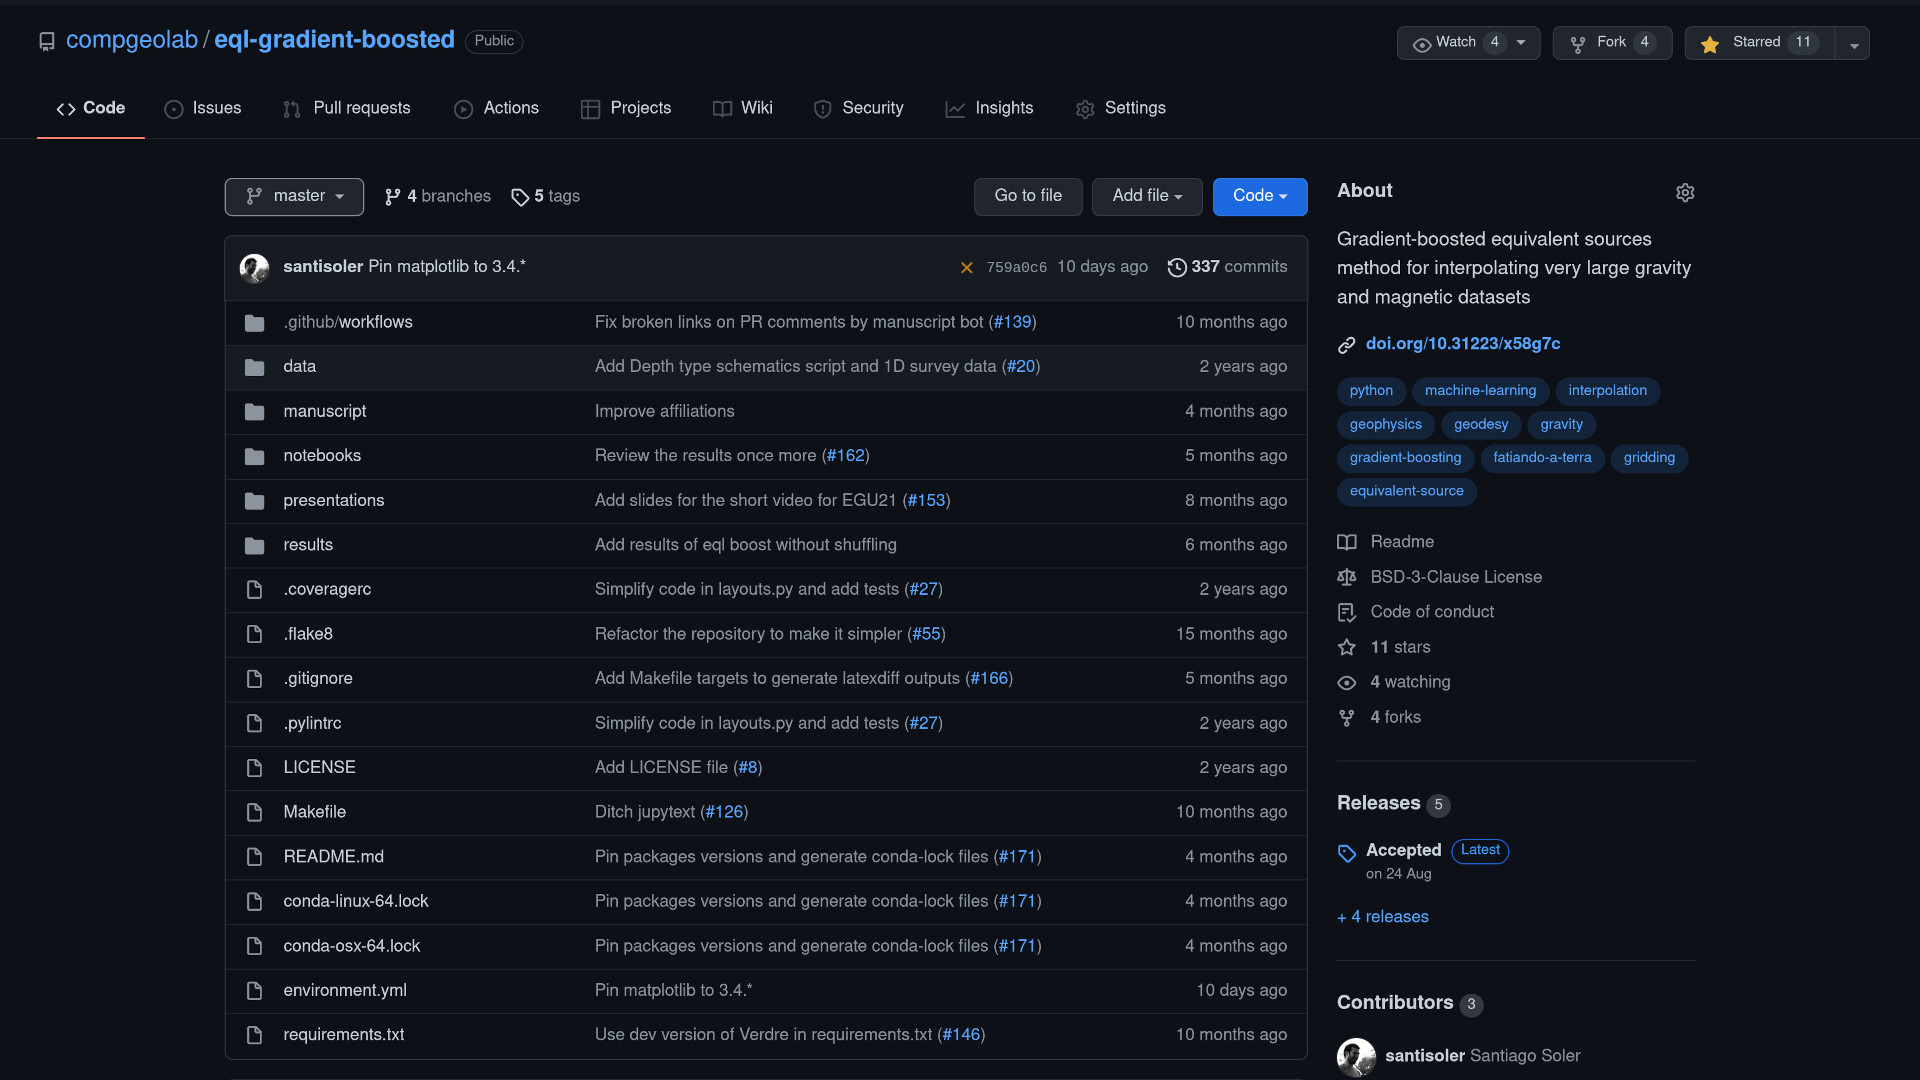 compgeolab / eql-gradient-boosted Public
Watch 4 Fork 4 Starred 11
Code Issues Pull requests Actions Projects Wiki Security Insights Settings
master 4 branches 5 tags Go to file Add file Code
santisoler Pin matplotlib to 3.4.* 759a0c6 10 days ago 337 commits
.github/workflows Fix broken links on PR comments by manuscript bot (#139) 10 months ago
data Add Depth type schematics script and 1D survey data (#20) 2 years ago
manuscript Improve affiliations 4 months ago
notebooks Review the results once more (#162) 5 months ago
presentations Add slides for the short video for EGU21 (#153) 8 months ago
results Add results of eql boost without shuffling 6 months ago
.coveragerc Simplify code in layouts.py and add tests (#27) 2 years ago
.flake8 Refactor the repository to make it simpler (#55) 15 months ago
.gitignore Add Makefile targets to generate latexdiff outputs (#166) 5 months ago
.pylintrc Simplify code in layouts.py and add tests (#27) 2 years ago
LICENSE Add LICENSE file (#8) 2 years ago
Makefile Ditch jupytext (#126) 10 months ago
README.md Pin packages versions and generate conda-lock files (#171) 4 months ago
conda-linux-64.lock Pin packages versions and generate conda-lock files (#171) 4 months ago
conda-osx-64.lock Pin packages versions and generate conda-lock files (#171) 4 months ago
environment.yml Pin matplotlib to 3.4.* 10 days ago
requirements.txt Use dev version of Verdre in requirements.txt (#146) 10 months ago
About
Gradient-boosted equivalent sources
method for interpolating very large gravity
and magnetic datasets
doi.org/10.31223/x58g7c
python machine-learning interpolation
geophysics geodesy gravity
gradient-boosting fatiando-a-terra gridding
equivalent-source
Readme
BSD-3-Clause License
Code of conduct
11 stars
4 watching
4 forks
Releases 5
Accepted Latest
on 24 Aug
+ 4 releases
Contributors 3
santisoler Santiago Soler